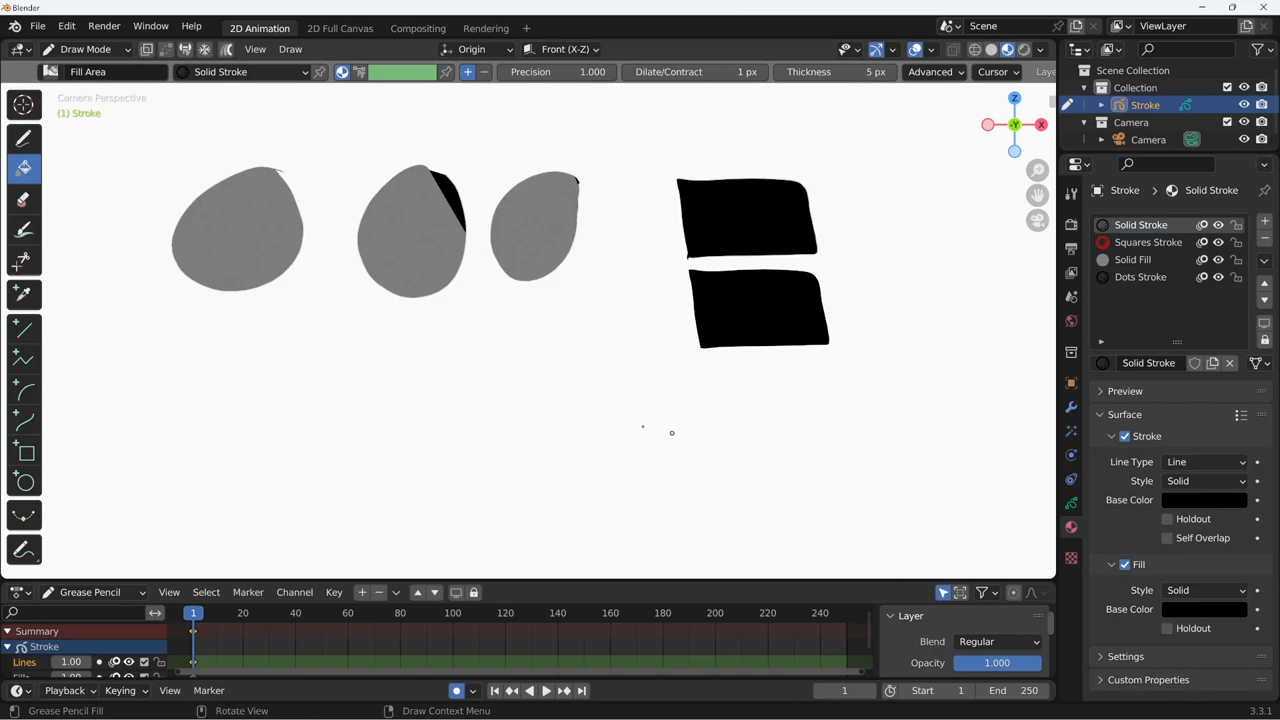 Blender
File Edit Render Window Help 2D Animation 2D Full Canvas Compositing Rendering + Scene ViewLayer
Draw Mode View Draw Origin Front (X-Z)
Fill Area Solid Stroke Precision 1.000 Dilate/Contract 1 px Thickness 5 px Advanced Cursor Laye
Camera Perspective
(1) Stroke
Z
-Y
X
Scene Collection
Collection
Stroke
Camera
Camera
Stroke Solid Stroke
Solid Stroke
Squares Stroke
Solid Fill
Dots Stroke
Solid Stroke
Preview
Surface
Stroke
Line Type Line
Style Solid
Base Color
Holdout
Self Overlap
Fill
Style Solid
Base Color
Holdout
Settings
Custom Properties
Grease Pencil View Select Marker Channel Key
1 20 40 60 80 100 120 140 160 180 200 220 240
Summary
Stroke
Lines 1.00
Layer
Blend Regular
Opacity 1.000
Playback Keying View Marker 1 Start 1 End 250
Grease Pencil Fill Rotate View Draw Context Menu 3.3.1